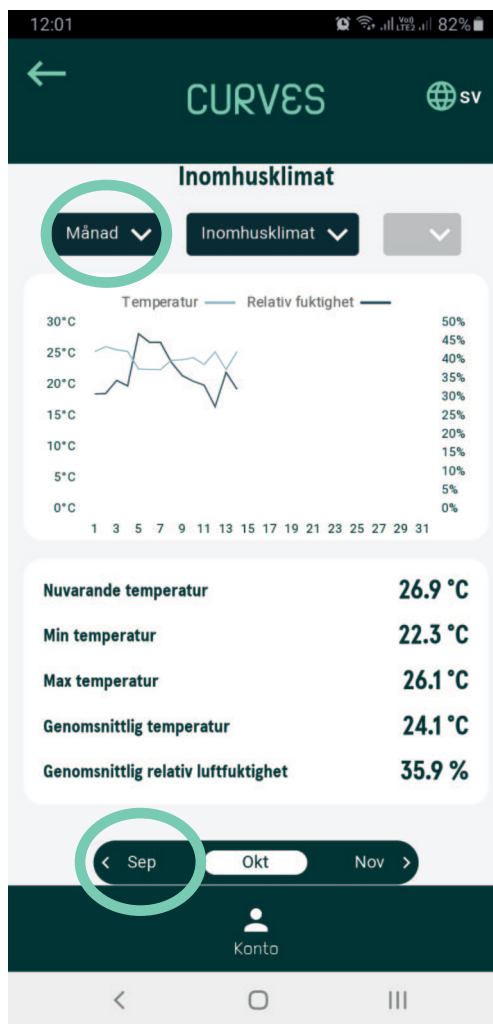 12:01 Vo)) LTE2 82%
CURVES SV
Inomhusklimat
Månad Inomhusklimat
Temperatur Relativ fuktighet
30°C 50%
45%
25°C 40%
20°C 35%
30%
15°C 25%
20%
10°C 15%
5°C 10%
5%
0°C 0%
1 3 5 7 9 11 13 15 17 19 21 23 25 27 29 31
Nuvarande temperatur 26.9 °C
Min temperatur 22.3 °C
Max temperatur 26.1 °C
Genomsnittlig temperatur 24.1 °C
Genomsnittlig relativ luftfuktighet 35.9 %
< Sep Okt Nov >
Konto